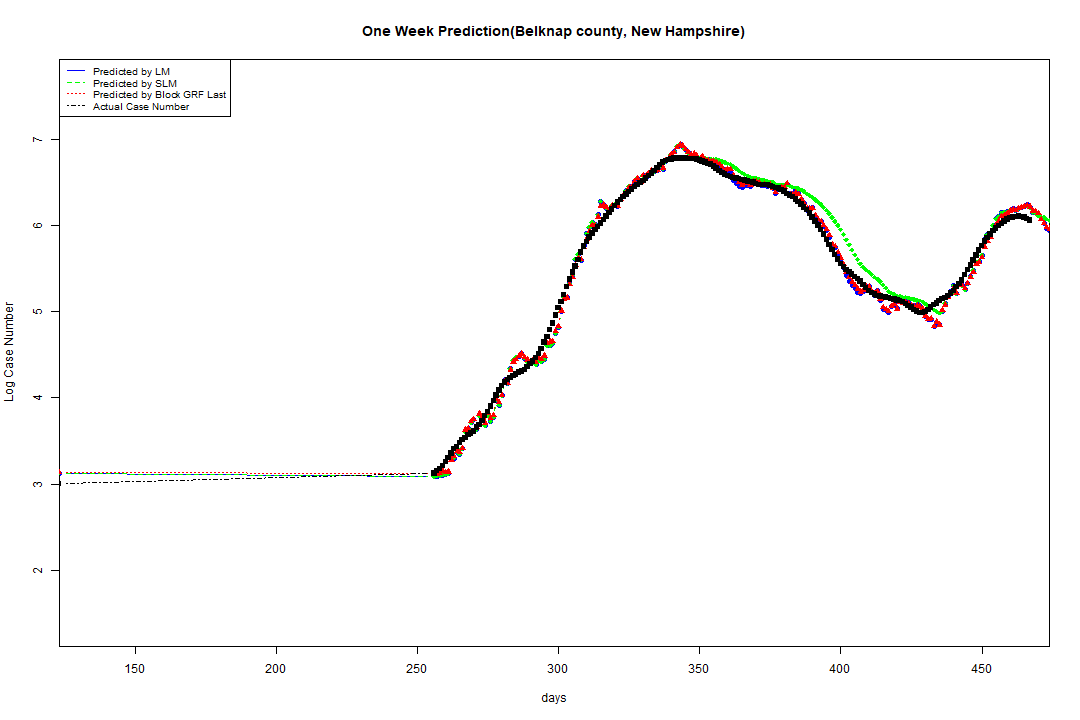 One Week Prediction(Belknap county, New Hampshire)
Predicted by LM
Predicted by SLM
Predicted by Block GRF Last
Actual Case Number
7
6
5
4
3
2
Log Case Number
150 200 250 300 350 400 450
days